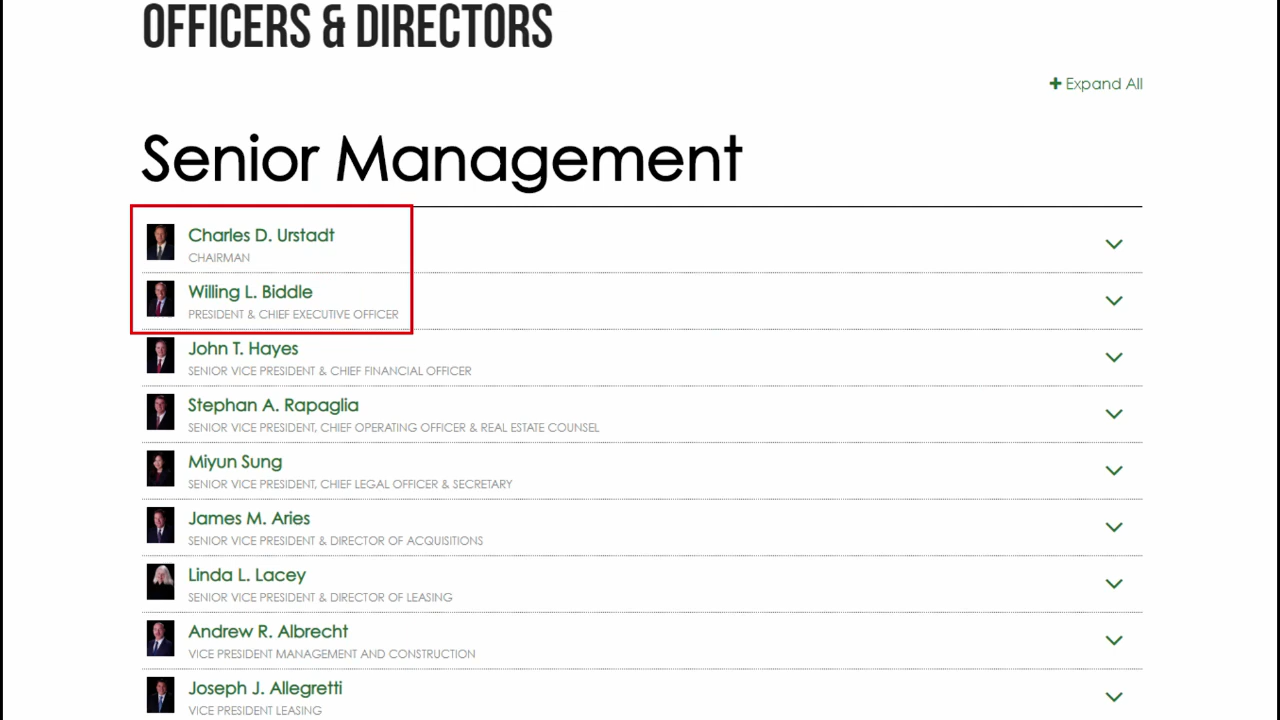 OFFICERS & DIRECTORS
+ Expand All
Senior Management
Charles D. Urstadt
CHAIRMAN
Willing L. Biddle
PRESIDENT & CHIEF EXECUTIVE OFFICER
John T. Hayes
SENIOR VICE PRESIDENT & CHIEF FINANCIAL OFFICER
Stephan A. Rapaglia
SENIOR VICE PRESIDENT, CHIEF OPERATING OFFICER & REAL ESTATE COUNSEL
Miyun Sung
SENIOR VICE PRESIDENT, CHIEF LEGAL OFFICER & SECRETARY
James M. Aries
SENIOR VICE PRESIDENT & DIRECTOR OF ACQUISITIONS
Linda L. Lacey
SENIOR VICE PRESIDENT & DIRECTOR OF LEASING
Andrew R. Albrecht
VICE PRESIDENT MANAGEMENT AND CONSTRUCTION
Joseph J. Allegretti
VICE PRESIDENT LEASING